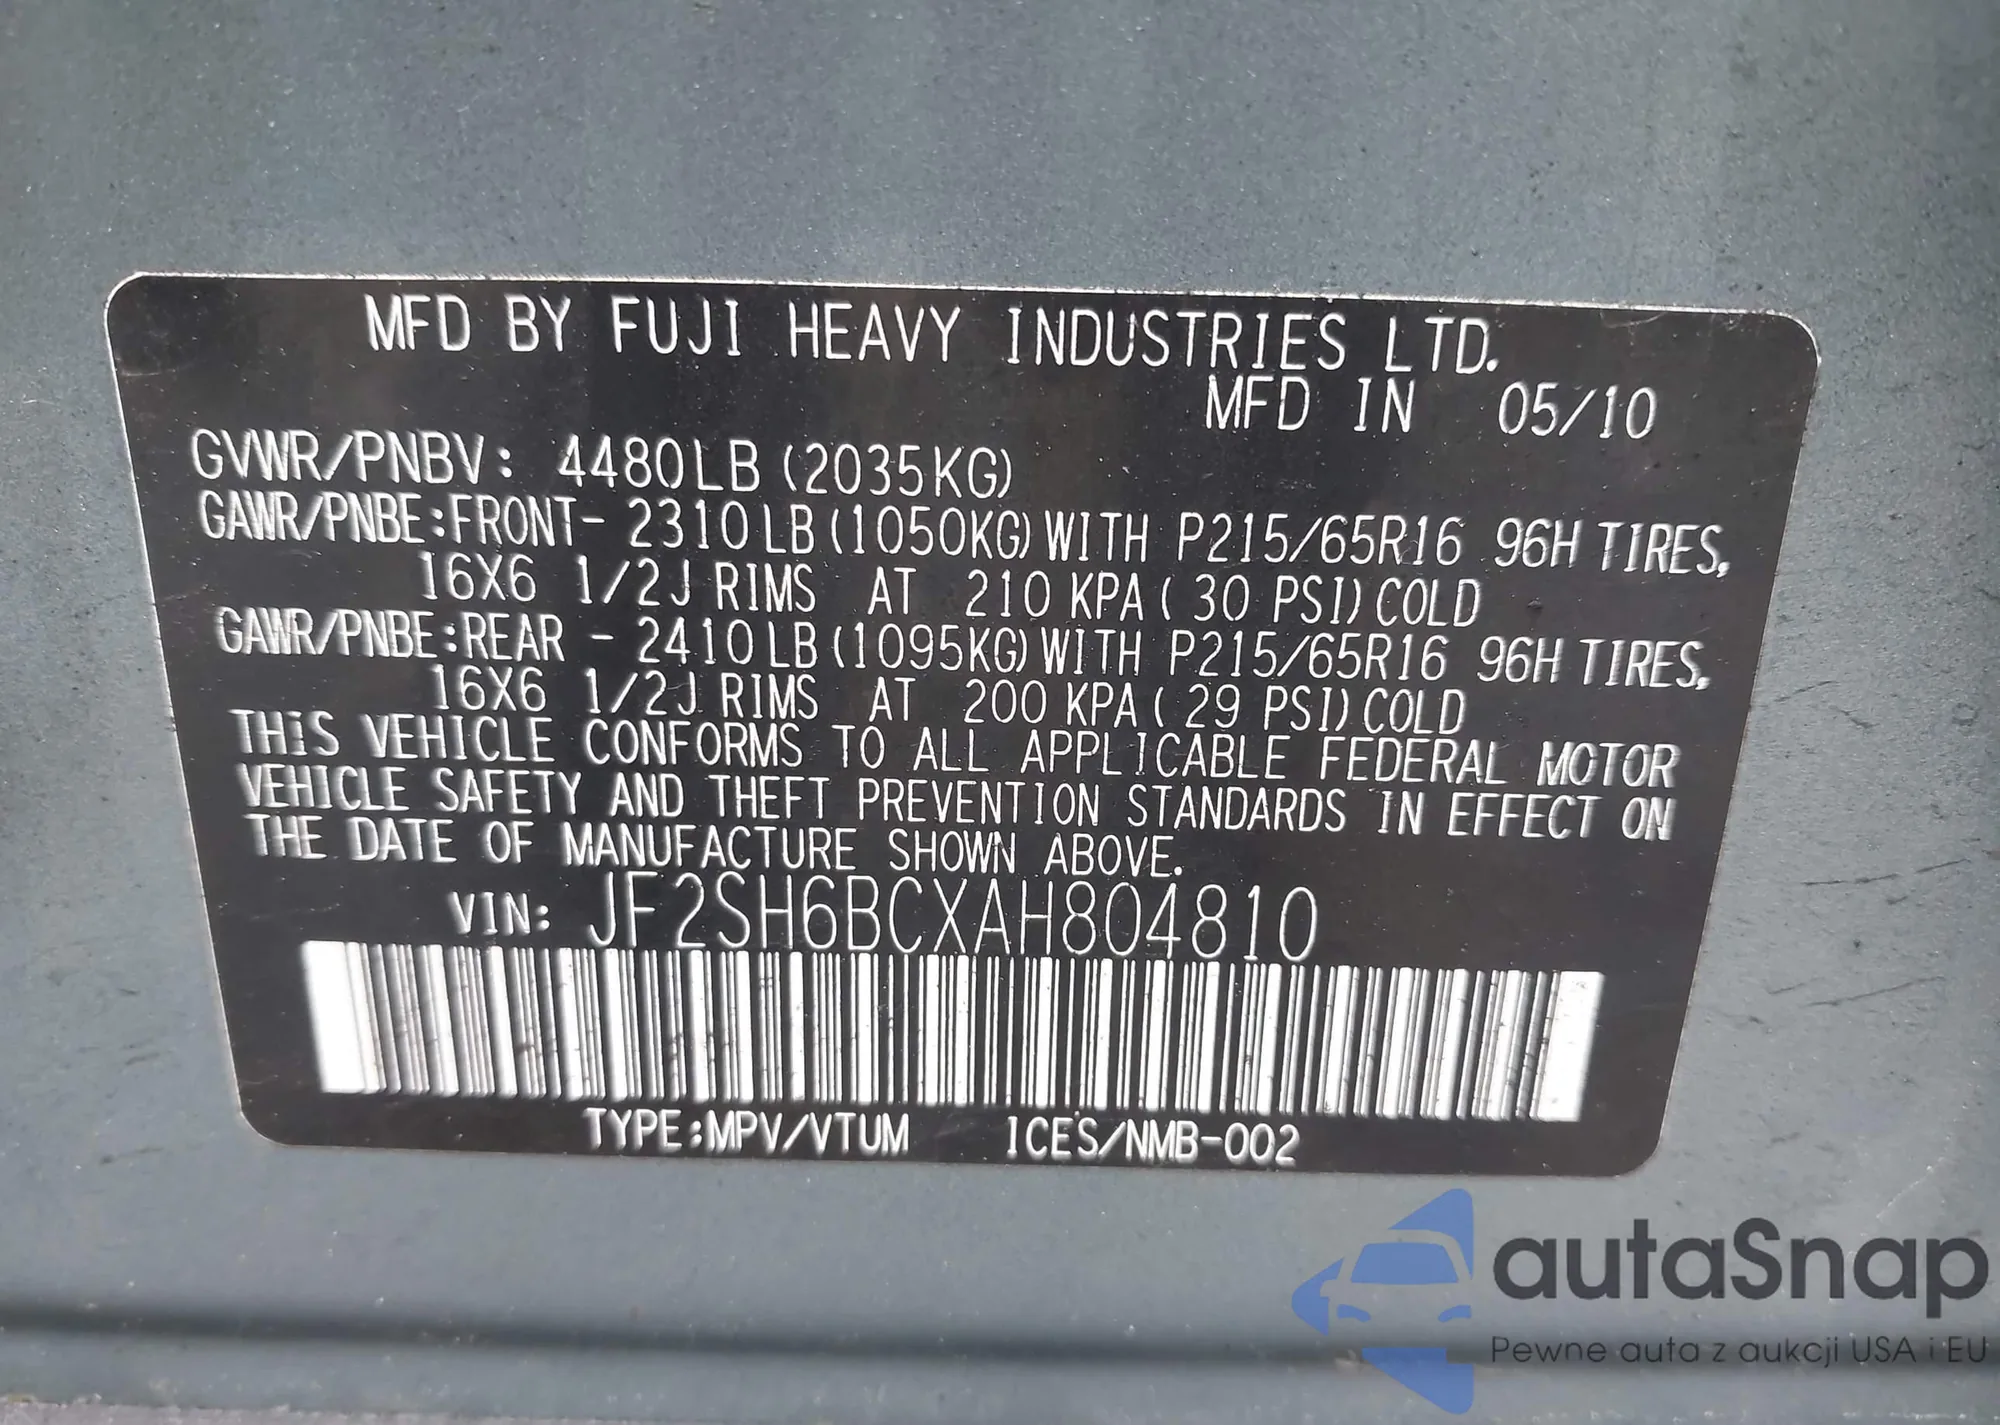 MFD BY FUJI HEAVY INDUSTRIES LTD.
MFD IN 05/10
GVWR/PNBV: 4480LB (2035KG)
GAWR/PNBE:FRONT- 2310LB (1050KG) WITH P215/65R16 96H TIRES,
16X6 1/2J RIMS AT 210 KPA ( 30 PSI) COLD
GAWR/PNBE:REAR - 2410LB (1095KG) WITH P215/65R16 96H TIRES,
16X6 1/2J RIMS AT 200 KPA ( 29 PSI) COLD
THIS VEHICLE CONFORMS TO ALL APPLICABLE FEDERAL MOTOR
VEHICLE SAFETY AND THEFT PREVENTION STANDARDS IN EFFECT ON
THE DATE OF MANUFACTURE SHOWN ABOVE.
VIN: JF2SH6BCXAH804810
TYPE:MPV/VTUM ICES/NMB-002
autaSnap
Pewne auta z aukcji USA i EU